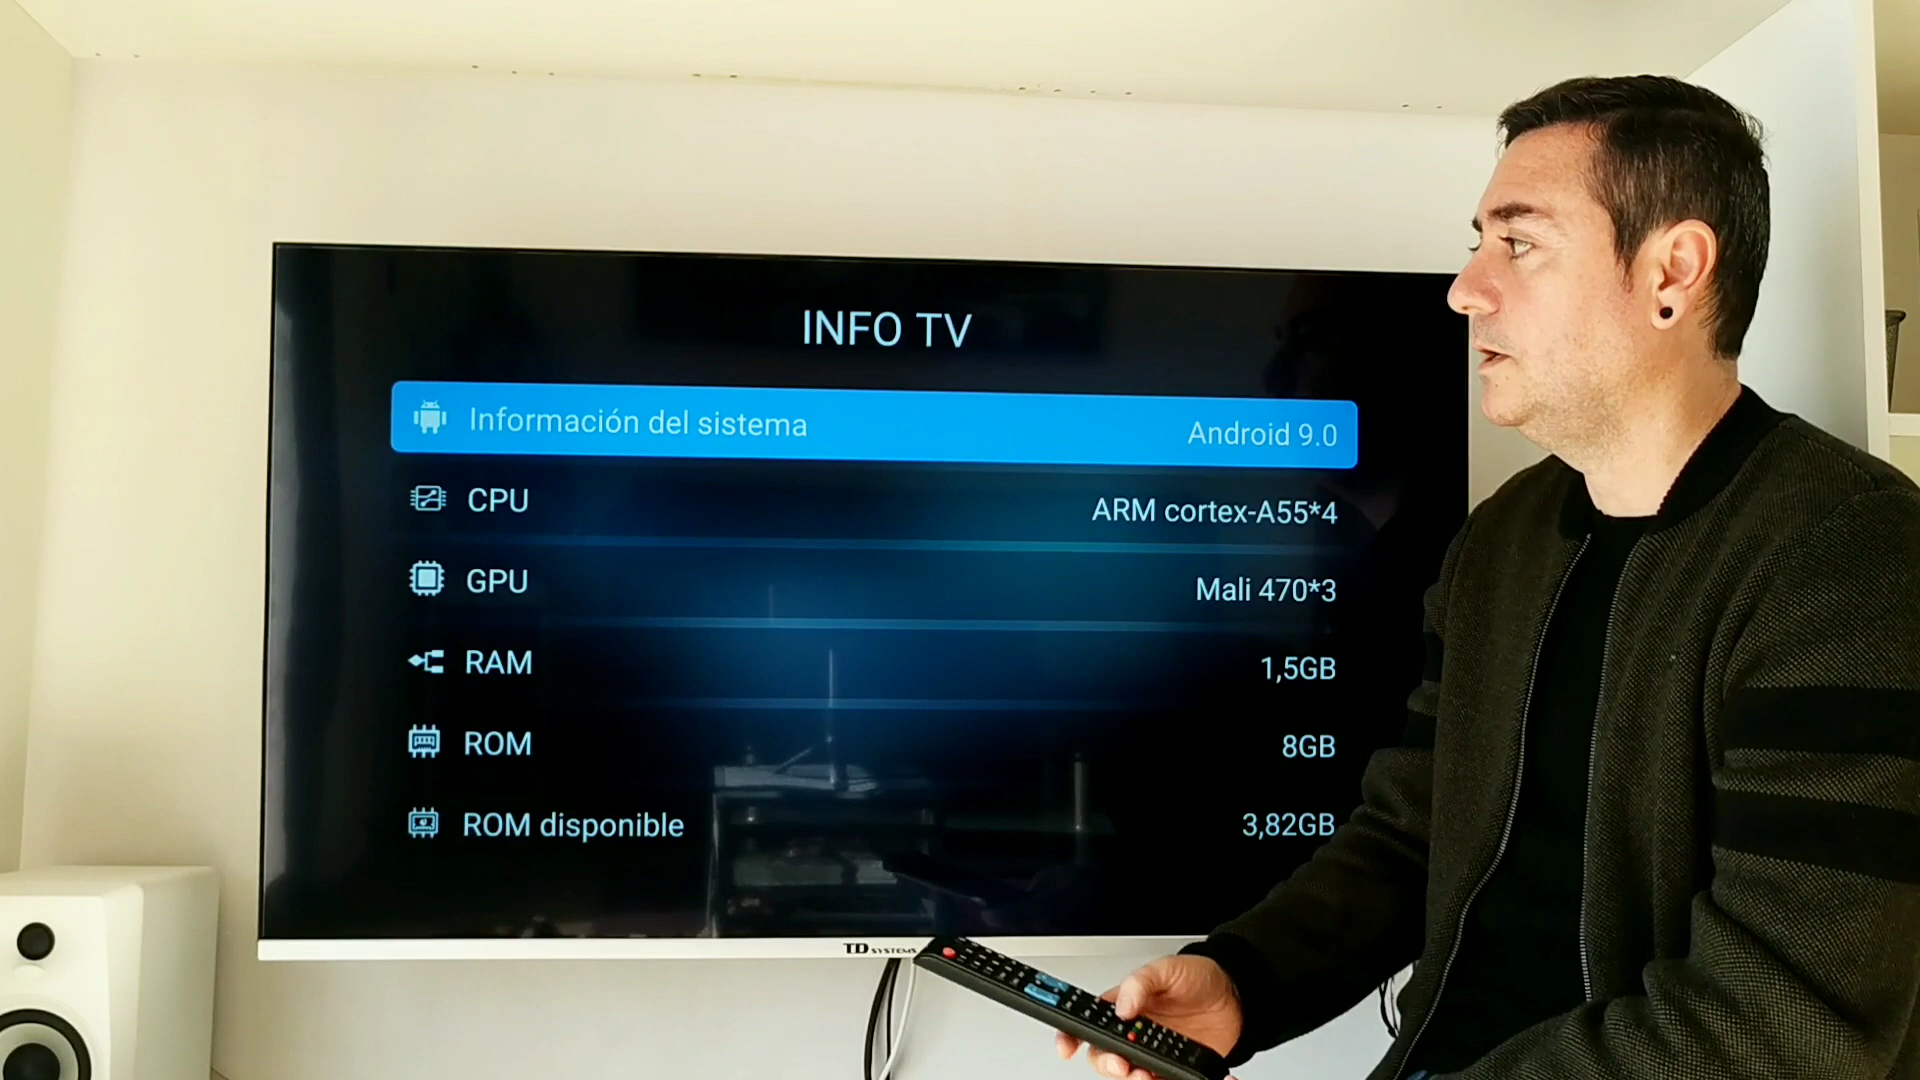 INFO TV
Información del sistema Android 9.0
CPU ARM cortex-A55*4
GPU Mali 470*3
RAM 1,5GB
ROM 8GB
ROM disponible 3,82GB
TD SYSTEMS